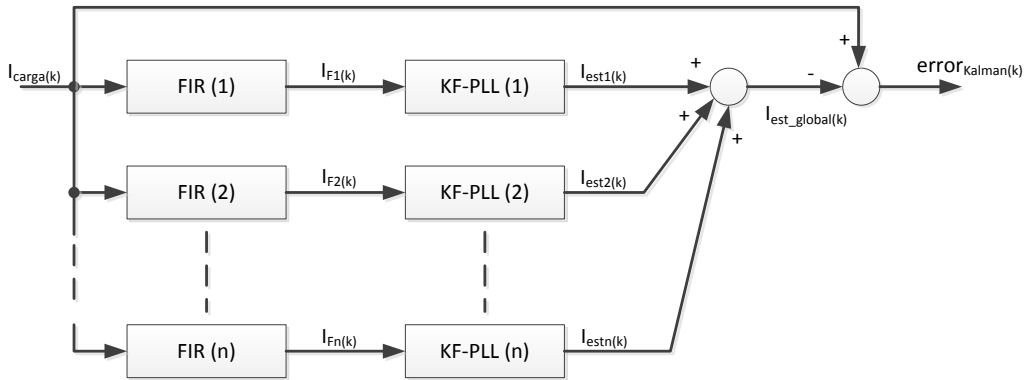 +
I_carga(k)
FIR (1)
I_F1(k)
KF-PLL (1)
I_est1(k)
+
-
error_Kalman(k)
I_est_global(k)
+
+
FIR (2)
I_F2(k)
KF-PLL (2)
I_est2(k)
FIR (n)
I_Fn(k)
KF-PLL (n)
I_estn(k)